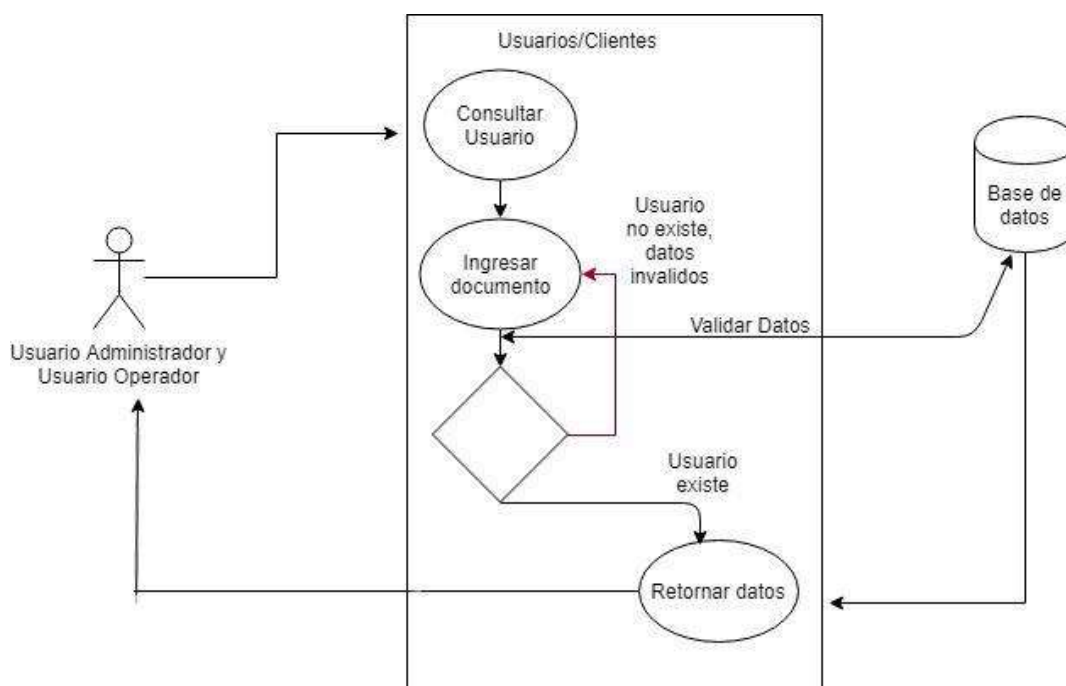 Usuarios/Clientes
Consultar
Usuario
Usuario
no existe,
datos
invalidos
Base de
datos
Ingresar
documento
Validar Datos
Usuario Administrador y
Usuario Operador
Usuario
existe
Retornar datos